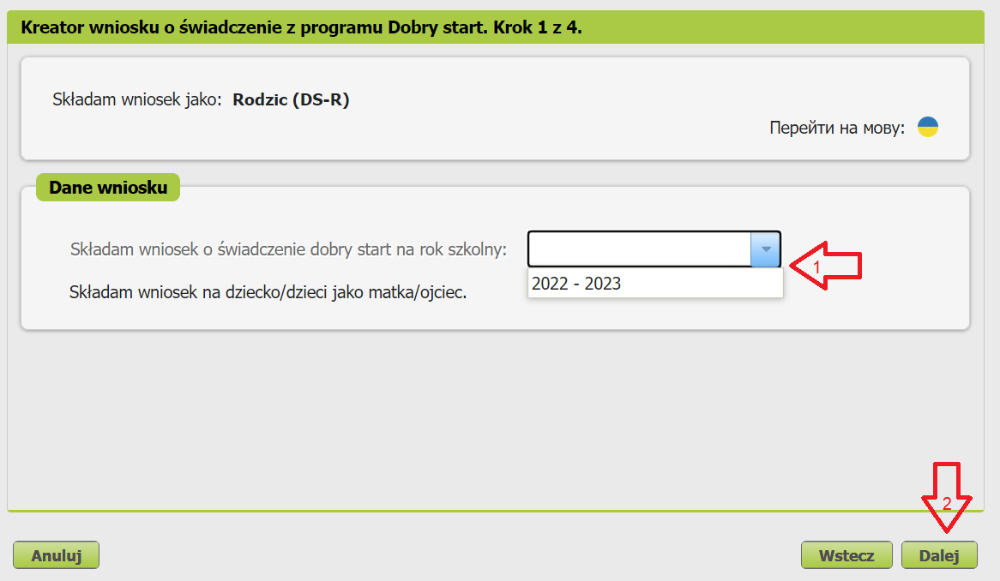 Kreator wniosku o świadczenie z programu Dobry start. Krok 1 z 4.
Składam wniosek jako: Rodzic (DS-R)
Перейти на мову:
Dane wniosku
Składam wniosek o świadczenie dobry start na rok szkolny:
1
2022 - 2023
Składam wniosek na dziecko/dzieci jako matka/ojciec.
2
Anuluj
Wstecz
Dalej